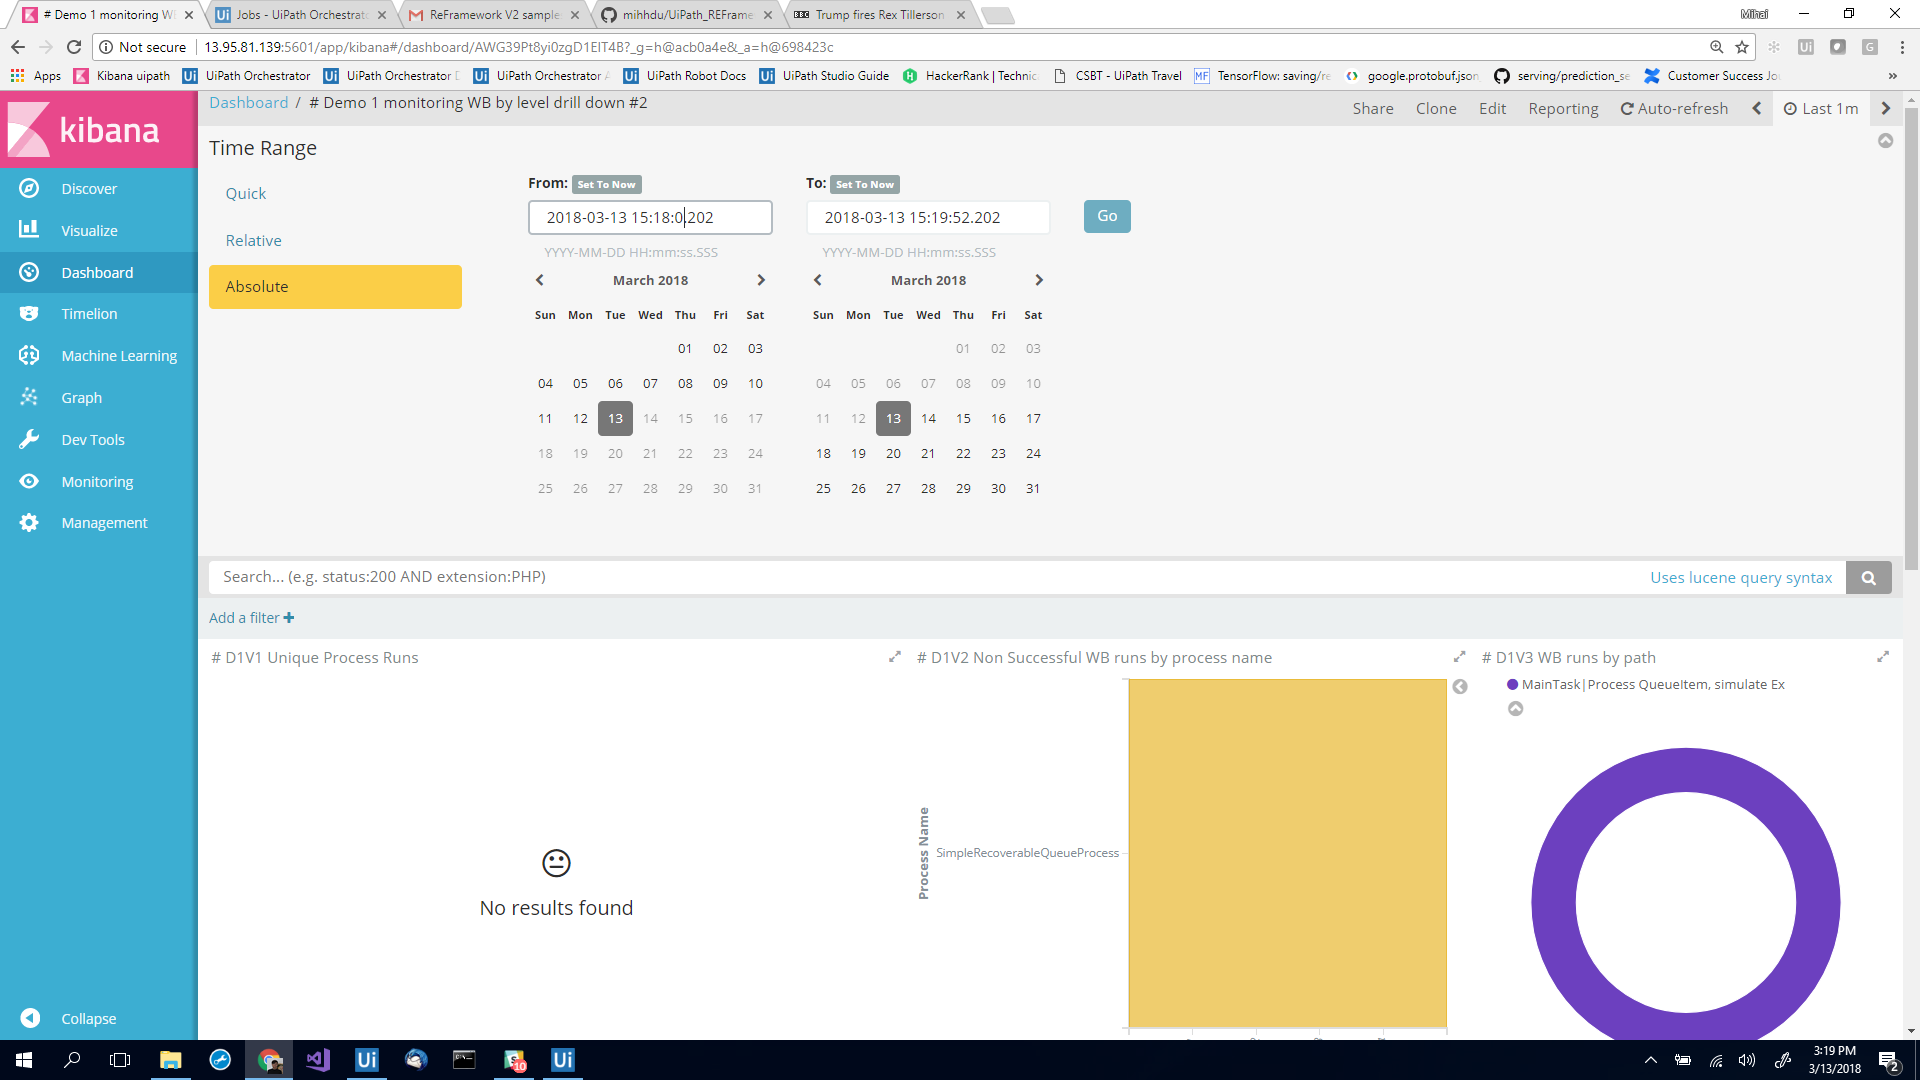 # Demo 1 monitoring W
Jobs - UiPath Orchestrat
ReFramework V2 sample
mihhdu/UiPath_REFrame
BBC Trump fires Rex Tillerson
Mihai
Not secure 13.95.81.139:5601/app/kibana#/dashboard/AWG39Pt8yi0zgD1EIT4B?_g=h@acb0a4e&_a=h@698423c
Apps Kibana uipath UiPath Orchestrator UiPath Orchestrator UiPath Orchestrator UiPath Robot Docs UiPath Studio Guide HackerRank | Technic CSBT - UiPath Travel MF TensorFlow: saving/re google.protobuf.json serving/prediction_se Customer Success Jou »
kibana
Discover
Visualize
Dashboard
Timelion
Machine Learning
Graph
Dev Tools
Monitoring
Management
Collapse
Dashboard / # Demo 1 monitoring WB by level drill down #2
Share Clone Edit Reporting Auto-refresh Last 1m
Time Range
Quick
Relative
Absolute
From: Set To Now
2018-03-13 15:18:0.202
YYYY-MM-DD HH:mm:ss.SSS
March 2018
Sun Mon Tue Wed Thu Fri Sat
01 02 03
04 05 06 07 08 09 10
11 12 13 14 15 16 17
18 19 20 21 22 23 24
25 26 27 28 29 30 31
To: Set To Now
2018-03-13 15:19:52.202
YYYY-MM-DD HH:mm:ss.SSS
March 2018
Sun Mon Tue Wed Thu Fri Sat
01 02 03
04 05 06 07 08 09 10
11 12 13 14 15 16 17
18 19 20 21 22 23 24
25 26 27 28 29 30 31
Go
Search... (e.g. status:200 AND extension:PHP)
Uses lucene query syntax
Add a filter +
# D1V1 Unique Process Runs
No results found
# D1V2 Non Successful WB runs by process name
Process Name
SimpleRecoverableQueueProcess
# D1V3 WB runs by path
MainTask|Process QueueItem, simulate Ex
Ui
10
Ui
3:19 PM
3/13/2018
2